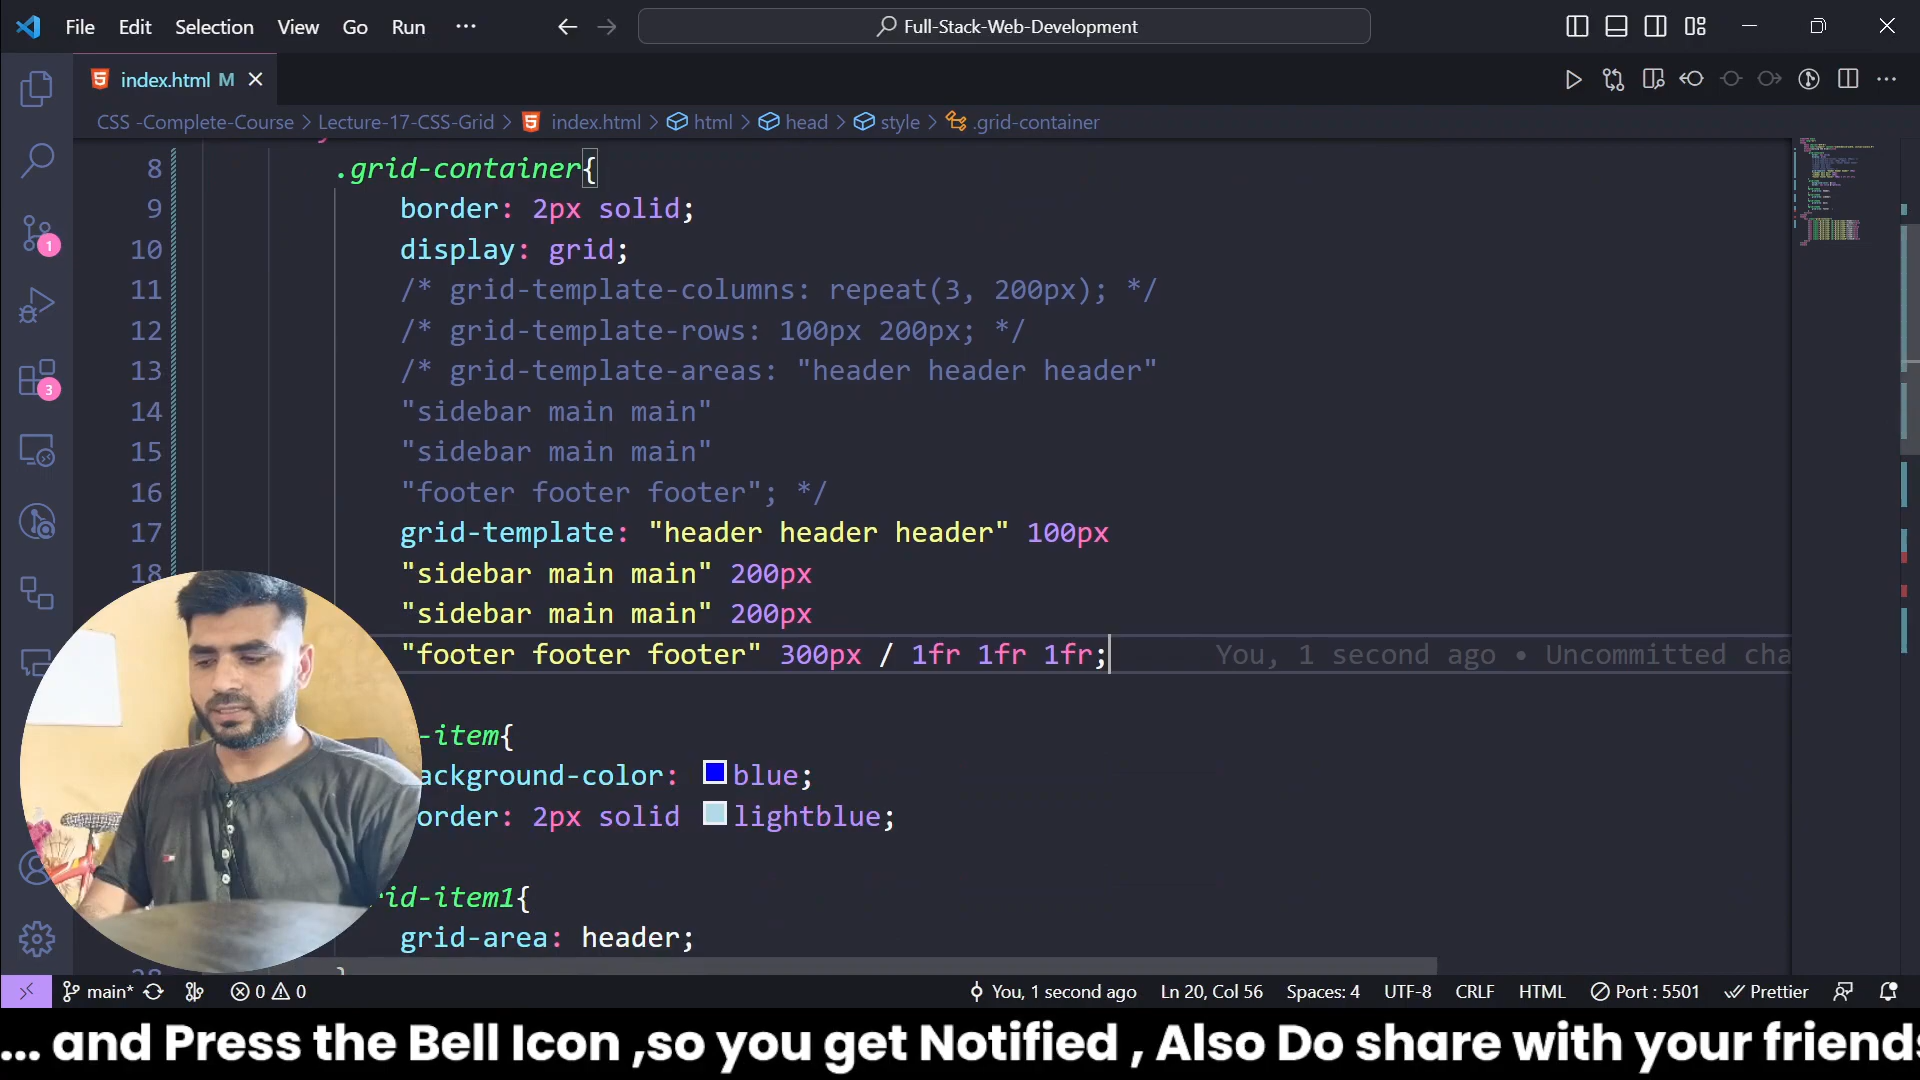 File Edit Selection View Go Run ···
Full-Stack-Web-Development
index.html M
CSS -Complete-Course > Lecture-17-CSS-Grid > index.html > html > head > style > .grid-container
8 .grid-container{
9 border: 2px solid;
10 display: grid;
11 /* grid-template-columns: repeat(3, 200px); */
12 /* grid-template-rows: 100px 200px; */
13 /* grid-template-areas: "header header header"
14 "sidebar main main"
15 "sidebar main main"
16 "footer footer footer"; */
17 grid-template: "header header header" 100px
18 "sidebar main main" 200px
"sidebar main main" 200px
"footer footer footer" 300px / 1fr 1fr 1fr; You, 1 second ago • Uncommitted cha
-item{
ackground-color: blue;
order: 2px solid lightblue;
rid-item1{
grid-area: header;
1
3
main* 0 0 You, 1 second ago Ln 20, Col 56 Spaces: 4 UTF-8 CRLF HTML Port : 5501 Prettier
... and Press the Bell Icon ,so you get Notified , Also Do share with your friends